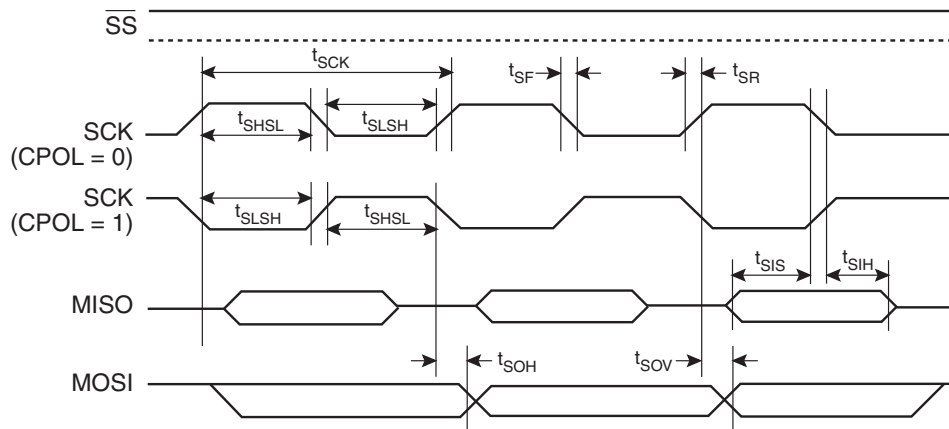 SS
tSCK
tSF
tSR
tSHSL
tSLSH
SCK
(CPOL = 0)
SCK
(CPOL = 1)
tSLSH
tSHSL
tSIS
tSIH
MISO
tSOH
tSOV
MOSI